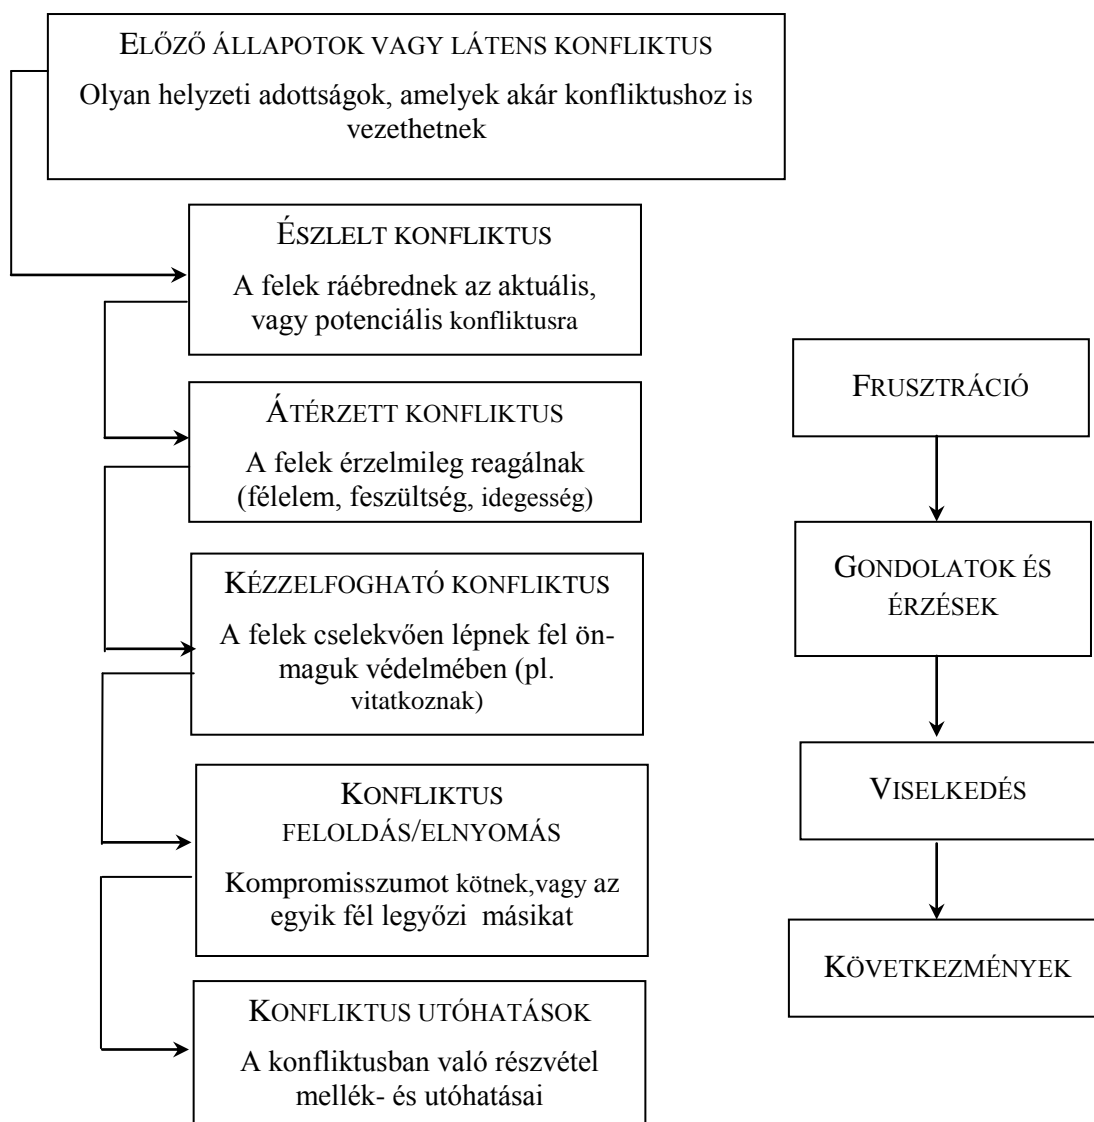 ELŐZŐ ÁLLAPOTOK VAGY LÁTENS KONFLIKTUS
Olyan helyzeti adottságok, amelyek akár konfliktushoz is
vezethetnek
ÉSZLELT KONFLIKTUS
A felek ráébrednek az aktuális,
vagy potenciális konfliktusra
ÁTÉRZETT KONFLIKTUS
A felek érzelmileg reagálnak
(félelem, feszültség, idegesség)
KÉZZELFOGHATÓ KONFLIKTUS
A felek cselekvően lépnek fel ön-
maguk védelmében (pl.
vitatkoznak)
KONFLIKTUS
FELOLDÁS/ELNYOMÁS
Kompromisszumot kötnek,vagy az
egyik fél legyőzi másikat
KONFLIKTUS UTÓHATÁSOK
A konfliktusban való részvétel
mellék- és utóhatásai
FRUSZTRÁCIÓ
GONDOLATOK ÉS
ÉRZÉSEK
VISELKEDÉS
KÖVETKEZMÉNYEK